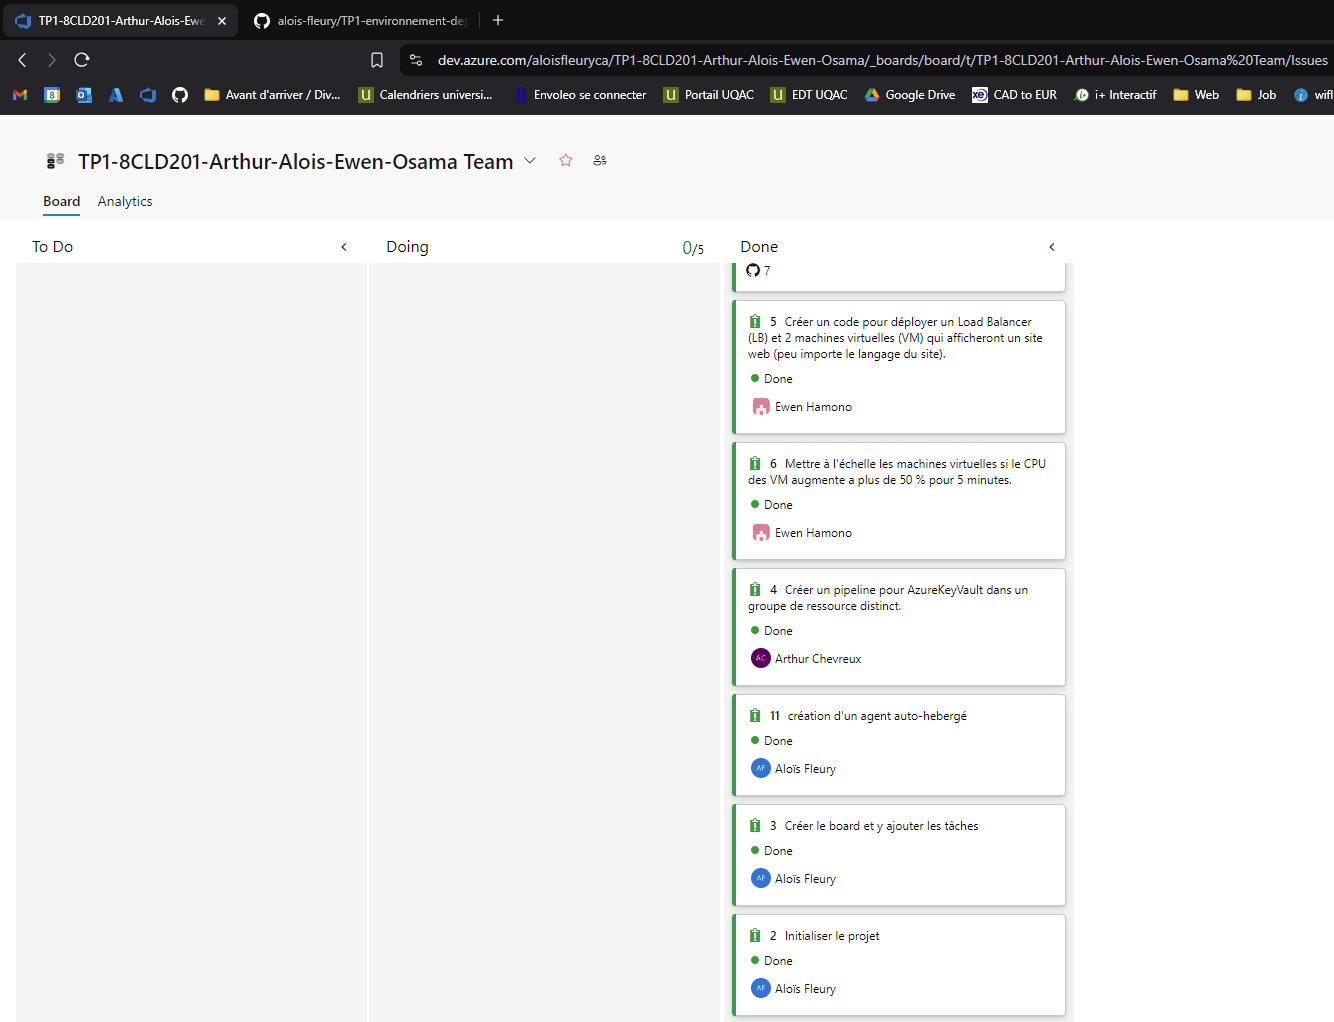 TP1-8CLD201-Arthur-Alois-Ewe
alois-fleury/TP1-environnement-de
dev.azure.com/aloisfleuryca/TP1-8CLD201-Arthur-Alois-Ewen-Osama/_boards/board/t/TP1-8CLD201-Arthur-Alois-Ewen-Osama%20Team/Issues
Avant d'arriver / Div...
Calendriers universi...
Envoleo se connecter
Portail UQAC
EDT UQAC
Google Drive
CAD to EUR
i+ Interactif
Web
Job
wifi
TP1-8CLD201-Arthur-Alois-Ewen-Osama Team
Board Analytics
To Do
Doing 0/5
Done
7
5 Créer un code pour déployer un Load Balancer
(LB) et 2 machines virtuelles (VM) qui afficheront un site
web (peu importe le langage du site).
Done
Ewen Hamono
6 Mettre à l'échelle les machines virtuelles si le CPU
des VM augmente a plus de 50 % pour 5 minutes.
Done
Ewen Hamono
4 Créer un pipeline pour AzureKeyVault dans un
groupe de ressource distinct.
Done
AC Arthur Chevreux
11 création d'un agent auto-hebergé
Done
AF Aloïs Fleury
3 Créer le board et y ajouter les tâches
Done
AF Aloïs Fleury
2 Initialiser le projet
Done
AF Aloïs Fleury